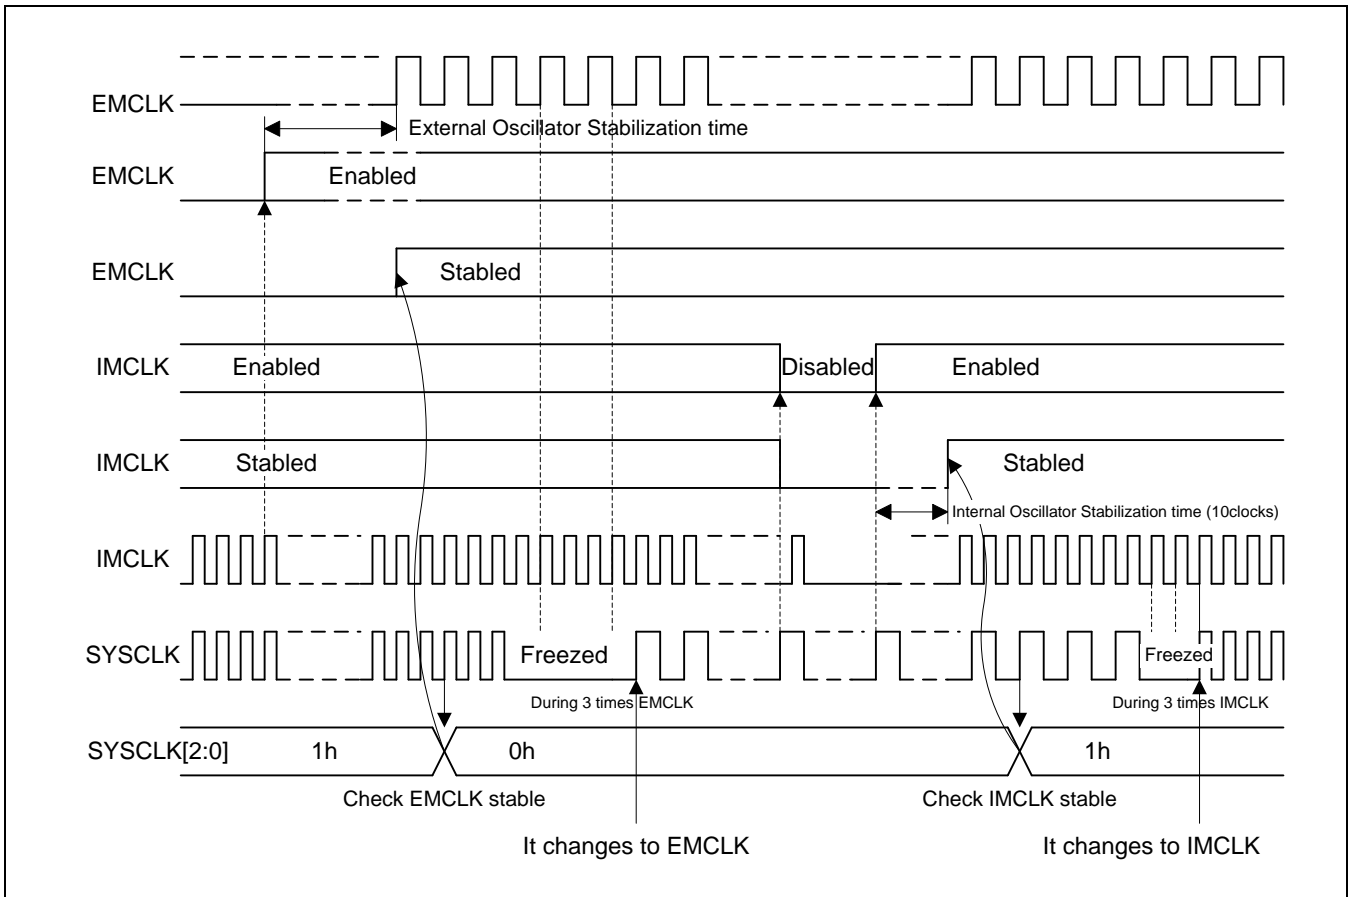 EMCLK
External Oscillator Stabilization time
EMCLK
Enabled
EMCLK
Stabled
IMCLK
Enabled
Disabled
Enabled
IMCLK
Stabled
Stabled
Internal Oscillator Stabilization time (10clocks)
IMCLK
SYSCLK
Freezed
Freezed
During 3 times EMCLK
During 3 times IMCLK
SYSCLK[2:0]
1h
0h
1h
Check EMCLK stable
Check IMCLK stable
It changes to EMCLK
It changes to IMCLK